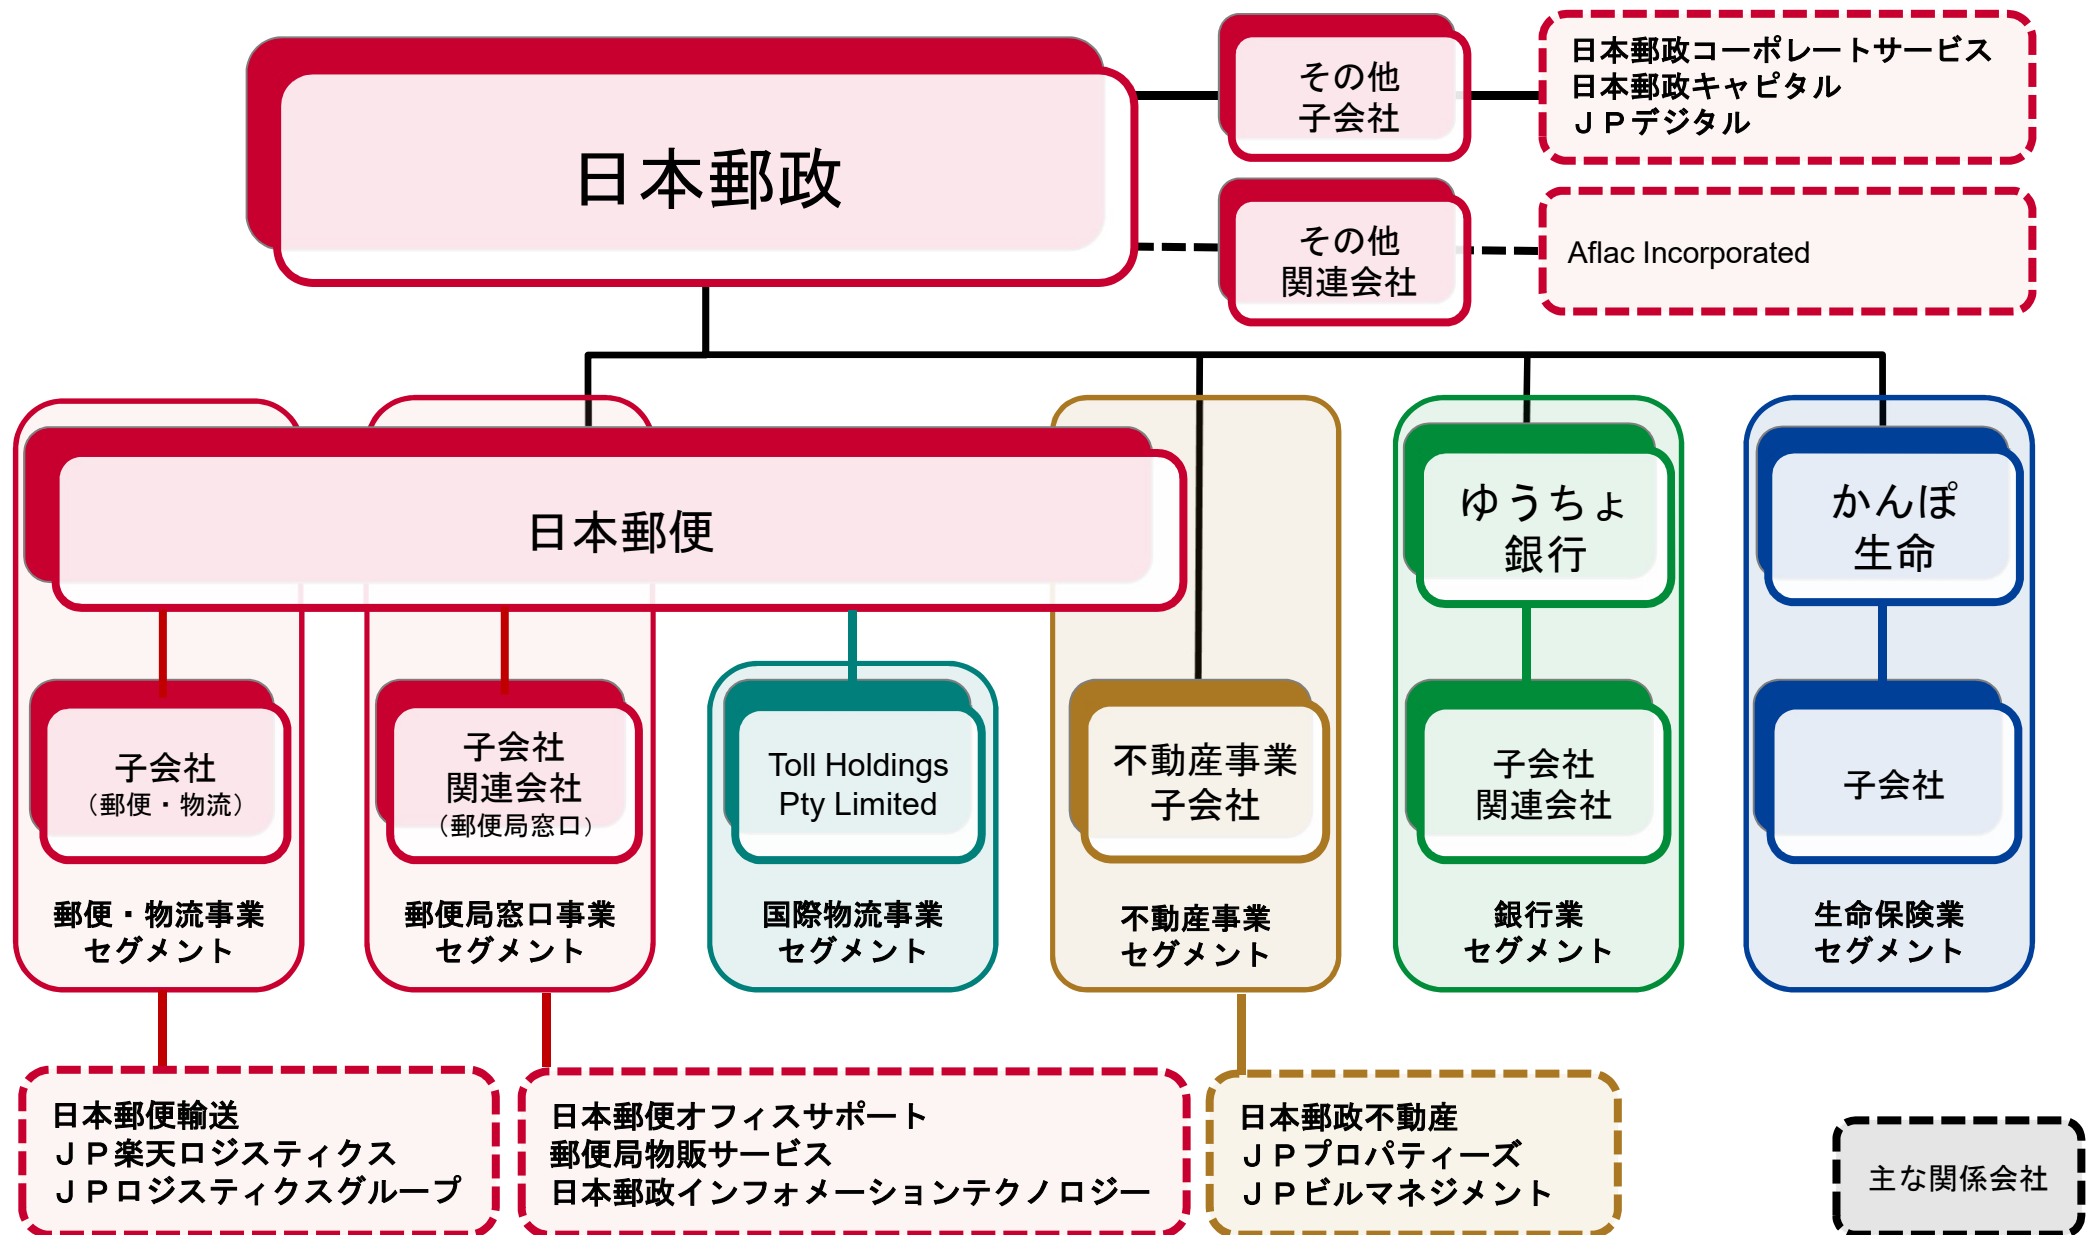 日本郵政
その他
子会社
日本郵政コーポレートサービス
日本郵政キャピタル
ＪＰデジタル
その他
関連会社
Aflac Incorporated
日本郵便
ゆうちょ
銀行
かんぽ
生命
子会社
（郵便・物流）
子会社
関連会社
（郵便局窓口）
Toll Holdings
Pty Limited
不動産事業
子会社
子会社
関連会社
子会社
郵便・物流事業
セグメント
郵便局窓口事業
セグメント
国際物流事業
セグメント
不動産事業
セグメント
銀行業
セグメント
生命保険業
セグメント
日本郵便輸送
ＪＰ楽天ロジスティクス
ＪＰロジスティクスグループ
日本郵便オフィスサポート
郵便局物販サービス
日本郵政インフォメーションテクノロジー
日本郵政不動産
ＪＰプロパティーズ
ＪＰビルマネジメント
主な関係会社